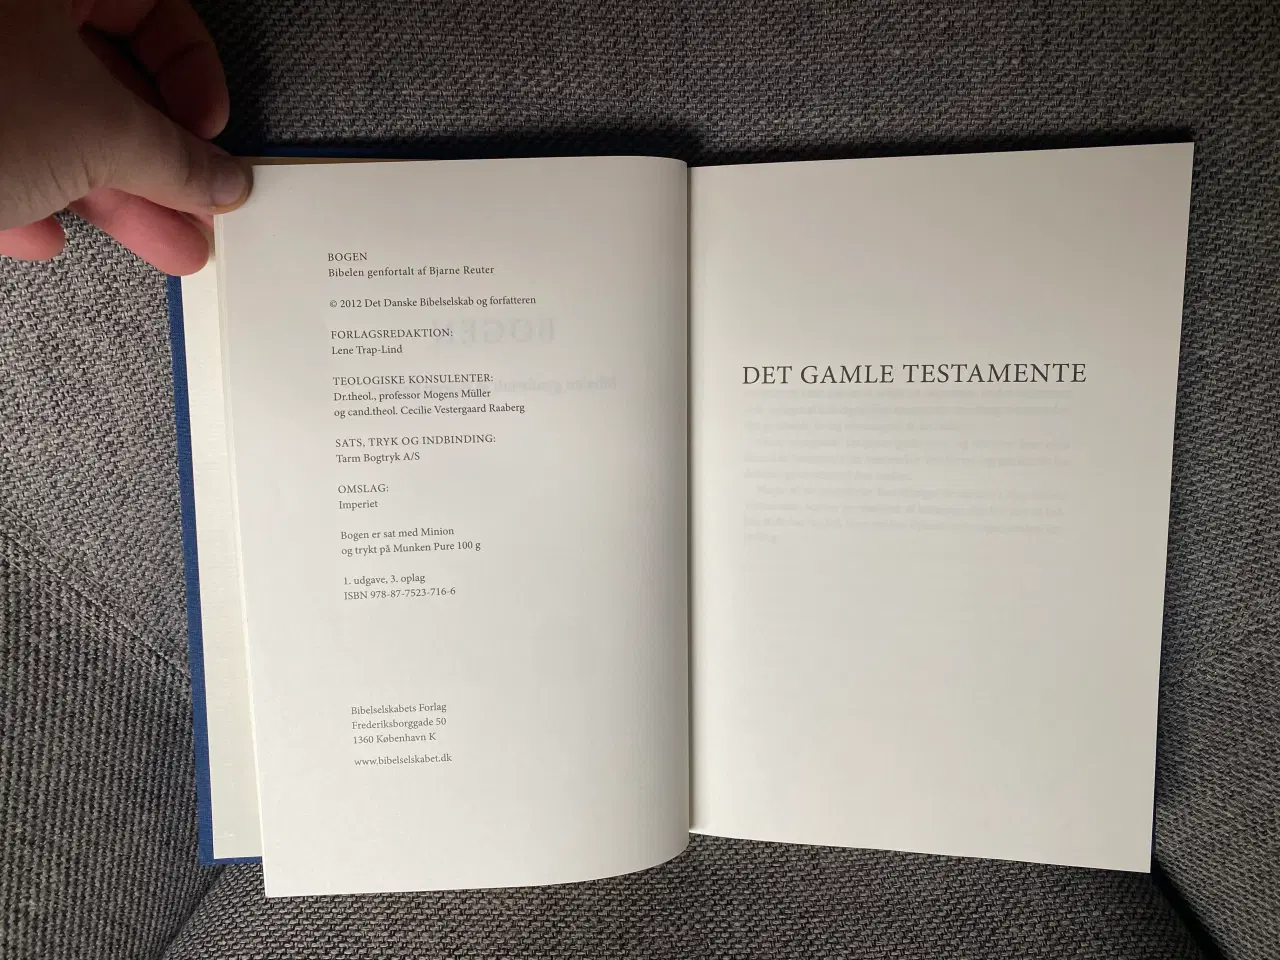 BOGEN
Bibelen genfortalt af Bjarne Reuter
© 2012 Det Danske Bibelselskab og forfatteren
FORLAGSREDAKTION:
Lene Trap-Lind
TEOLOGISKE KONSULENTER:
Dr.theol., professor Mogens Müller
og cand.theol. Cecilie Vestergaard Raaberg
SATS, TRYK OG INDBINDING:
Tarm Bogtryk A/S
OMSLAG:
Imperiet
Bogen er sat med Minion
og trykt på Munken Pure 100 g
1. udgave, 3. oplag
ISBN 978-87-7523-716-6
Bibelselskabets Forlag
Frederiksborggade 50
1360 København K
www.bibelselskabet.dk
DET GAMLE TESTAMENTE